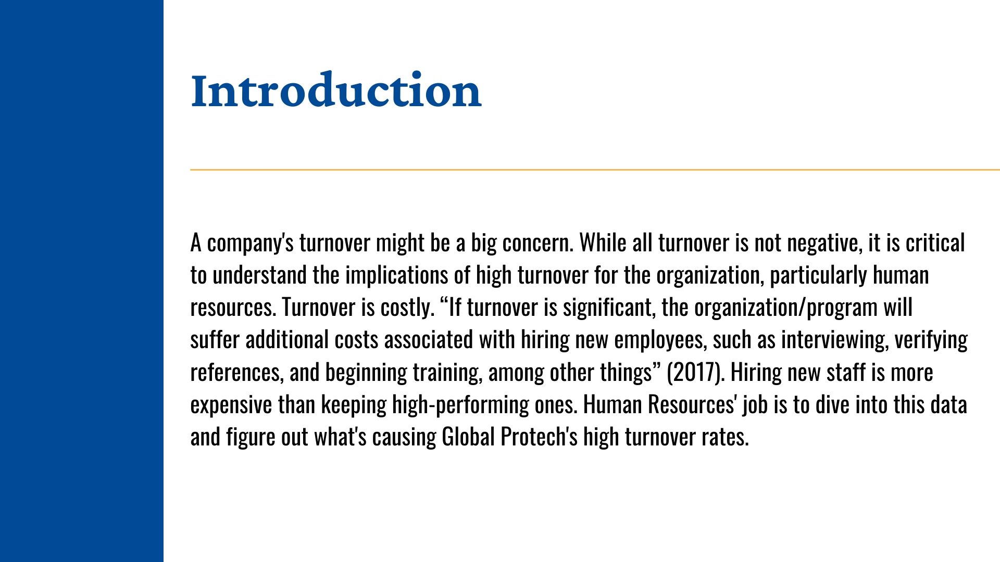 Introduction
A company's turnover might be a big concern. While all turnover is not negative, it is critical
to understand the implications of high turnover for the organization, particularly human
resources. Turnover is costly. “If turnover is significant, the organization/program will
suffer additional costs associated with hiring new employees, such as interviewing, verifying
references, and beginning training, among other things” (2017). Hiring new staff is more
expensive than keeping high-performing ones. Human Resources' job is to dive into this data
and figure out what's causing Global Protech's high turnover rates.